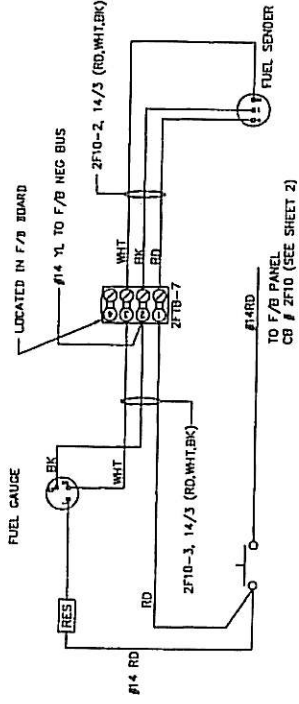 LOCATED IN F/B BOARD
#14 YL TO F/B NEG BUS
2F10-2, 14/3 (RD,WHT,BK)
FUEL GAUGE
BK
WHT
WHT
BK
RD
FUEL SENDER
RES
2FTB-7
#14 RD
RD
2F10-3, 14/3 (RD,WHT,BK)
#14RD
TO F/B PANEL
CB # 2F10 (SEE SHEET 2)